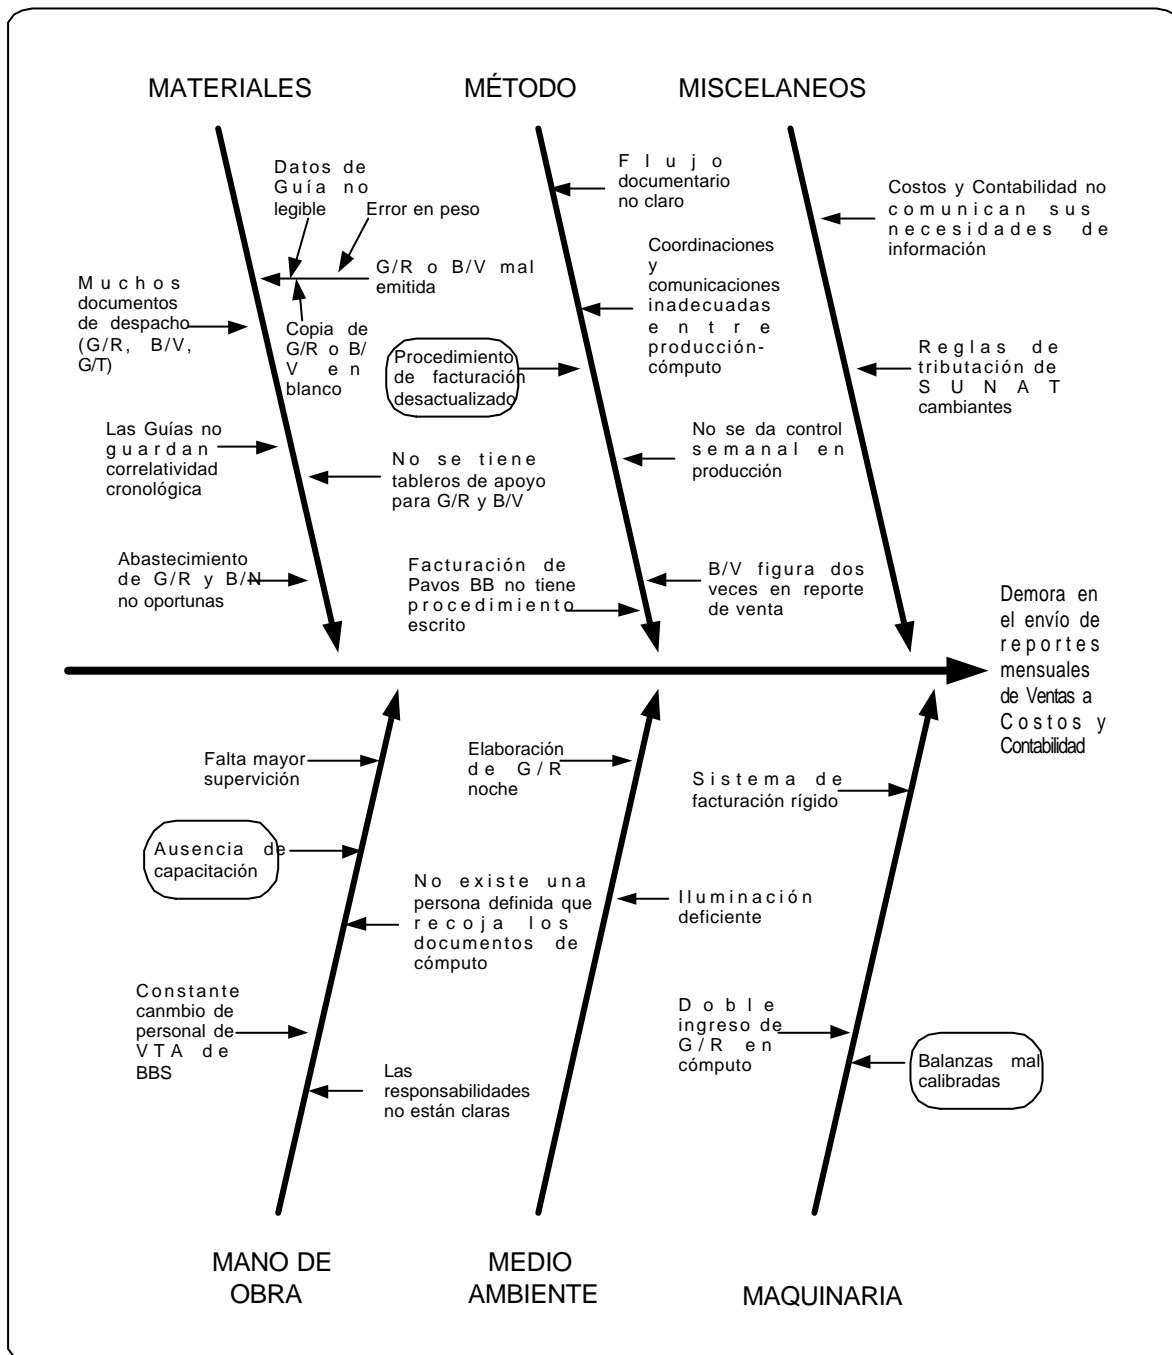 MATERIALES
MÉTODO
MISCELANEOS
Datos de
Guía no
legible
Error en peso
G/R o B/V mal
emitida
Copia de
G/R o B/
V en
blanco
Muchos
documentos
de despacho
(G/R, B/V,
G/T)
Las Guías no
guardan
correlatividad
cronológica
No se tiene
tableros de apoyo
para G/R y B/V
Abastecimiento
de G/R y B/N
no oportunas
Flujo
documentario
no claro
Coordinaciones
y
comunicaciones
inadecuadas
entre
producción-
cómputo
Procedimiento
de facturación
desactualizado
No se da control
semanal en
producción
Facturación de
Pavos BB no tiene
procedimiento
escrito
B/V figura dos
veces en reporte
de venta
Costos y Contabilidad no
comunican sus
necesidades de
información
Reglas de
tributación de
SUNAT
cambiantes
Demora en
el envío de
reportes
mensuales
de Ventas a
Costos y
Contabilidad
Falta mayor
supervición
Ausencia de
capacitación
No existe una
persona definida que
recoja los
documentos de
cómputo
Constante
canmbio de
personal de
VTA de
BBS
Las
responsabilidades
no están claras
Elaboración
de G/R
noche
Iluminación
deficiente
Sistema de
facturación rígido
Doble
ingreso de
G/R en
cómputo
Balanzas mal
calibradas
MANO DE
OBRA
MEDIO
AMBIENTE
MAQUINARIA